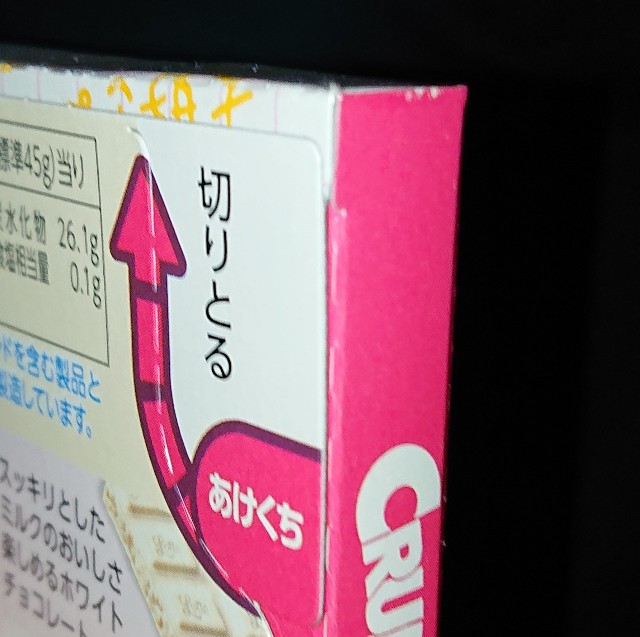 標準45g)当り
水化物 26.1g
塩相当量 0.1g
切りとる
ドを含む製品と
製造しています。
あけくち
スッキリとした
ミルクのおいしさ
楽しめるホワイト
チョコレート
CRU